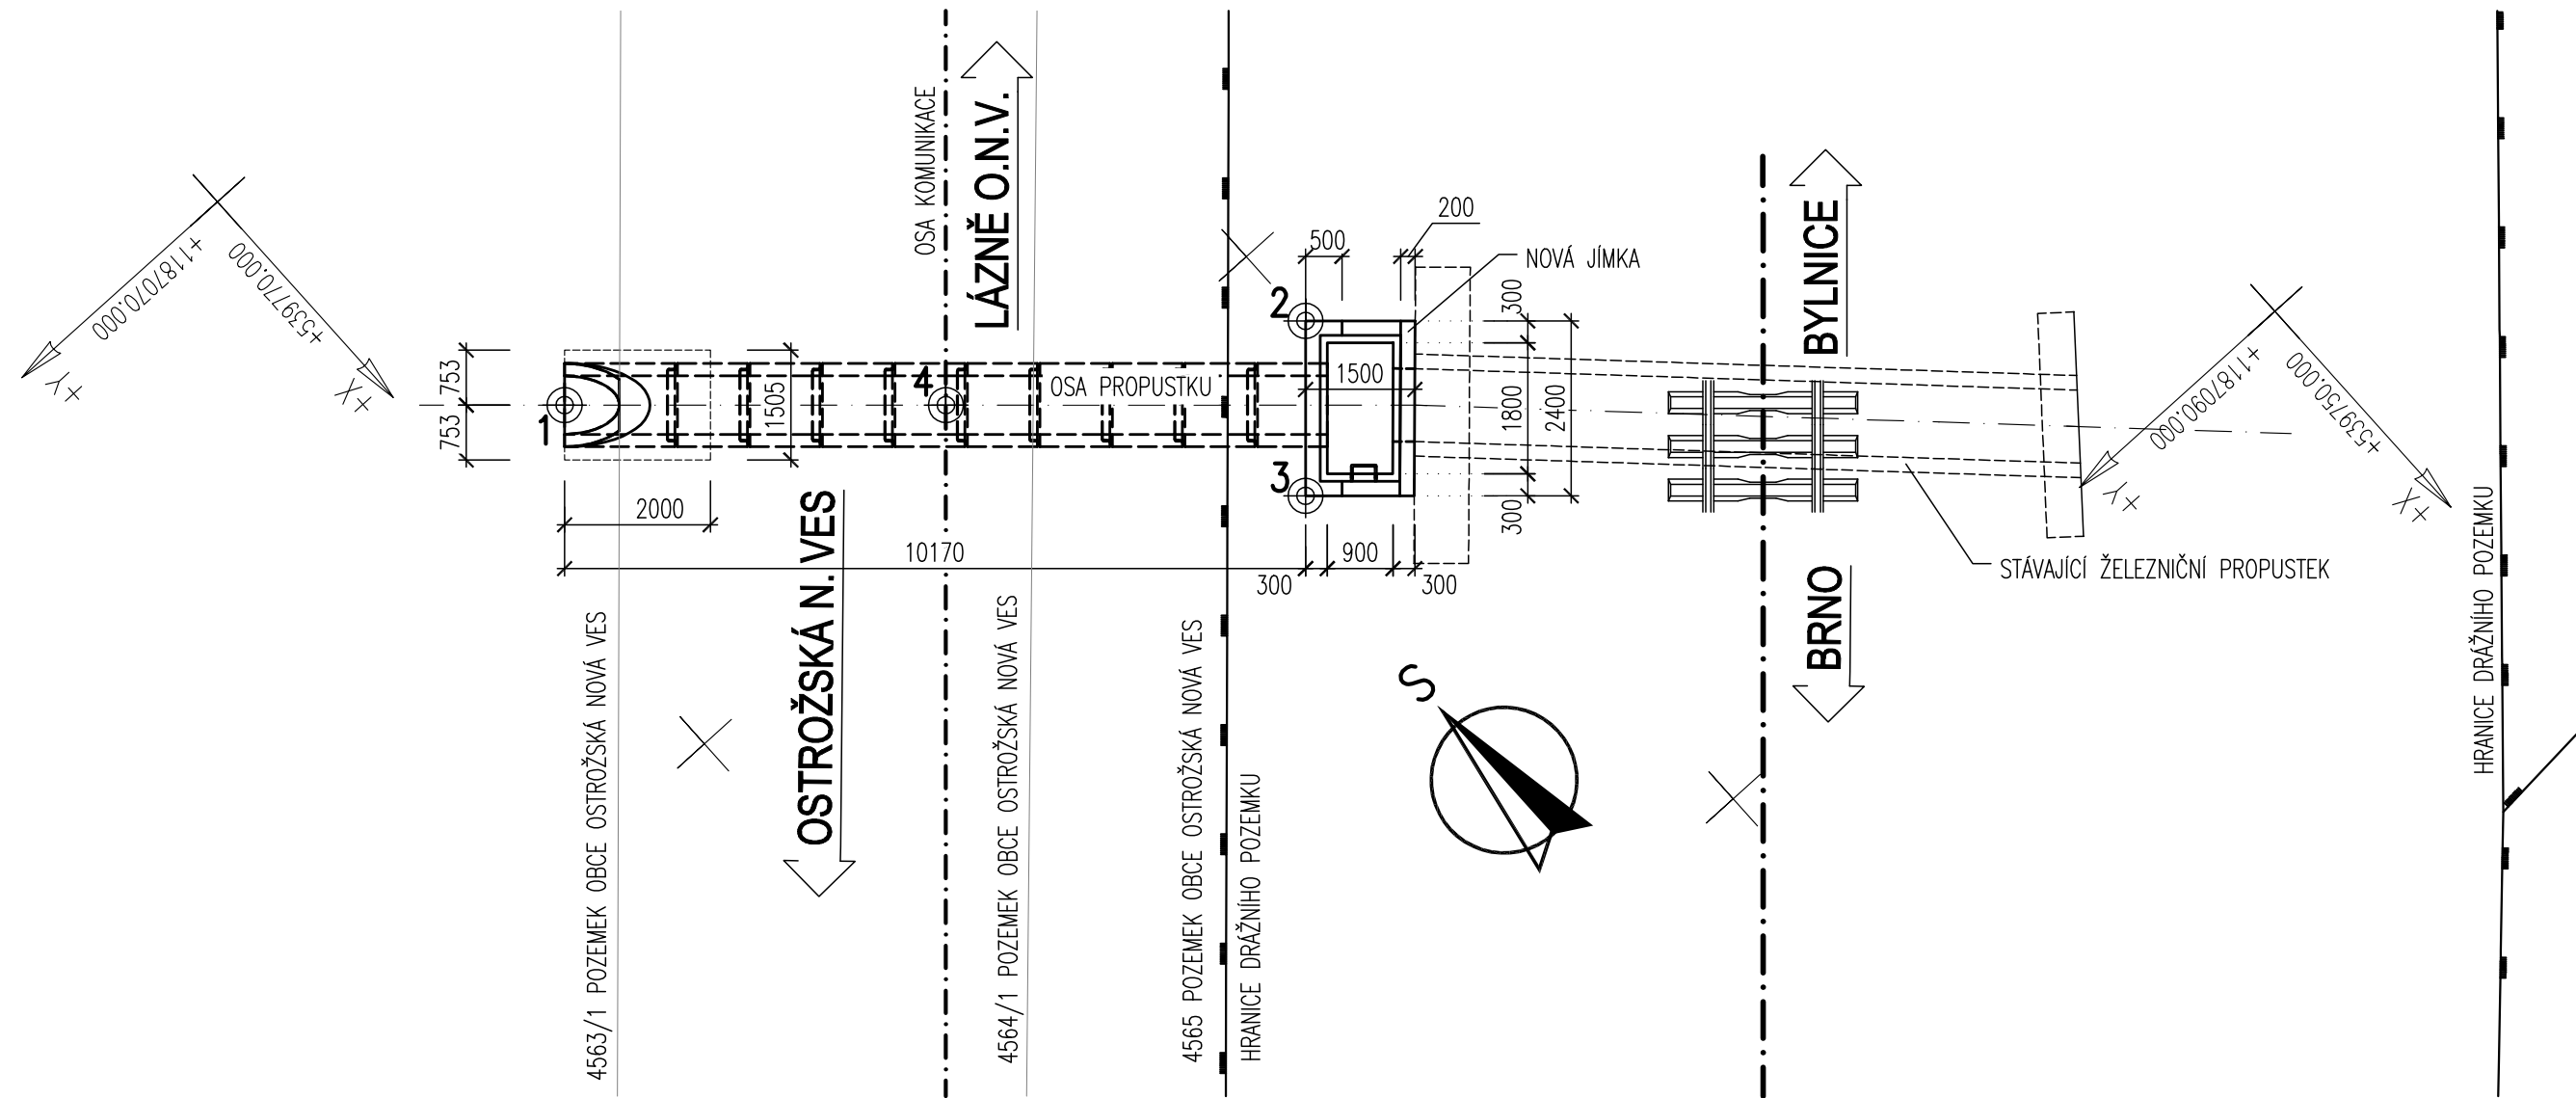 +1187070.000
+539770.000
+Y
+X
OSA KOMUNIKACE
LÁZNĚ O.N.V.
500
200
NOVÁ JÍMKA
BYLNICE
2
753
753
1
4
1505
OSA PROPUSTKU
1500
300
1800
2400
300
3
2000
10170
300
900
300
+1187090.000
+539750.000
+Y
+X
STÁVAJÍCÍ ŽELEZNIČNÍ PROPUSTEK
OSTROŽSKÁ N. VES
BRNO
S
4563/1 POZEMEK OBCE OSTROŽSKÁ NOVÁ VES
4564/1 POZEMEK OBCE OSTROŽSKÁ NOVÁ VES
4565 POZEMEK OBCE OSTROŽSKÁ NOVÁ VES
HRANICE DRÁŽNÍHO POZEMKU
HRANICE DRÁŽNÍHO POZEMKU